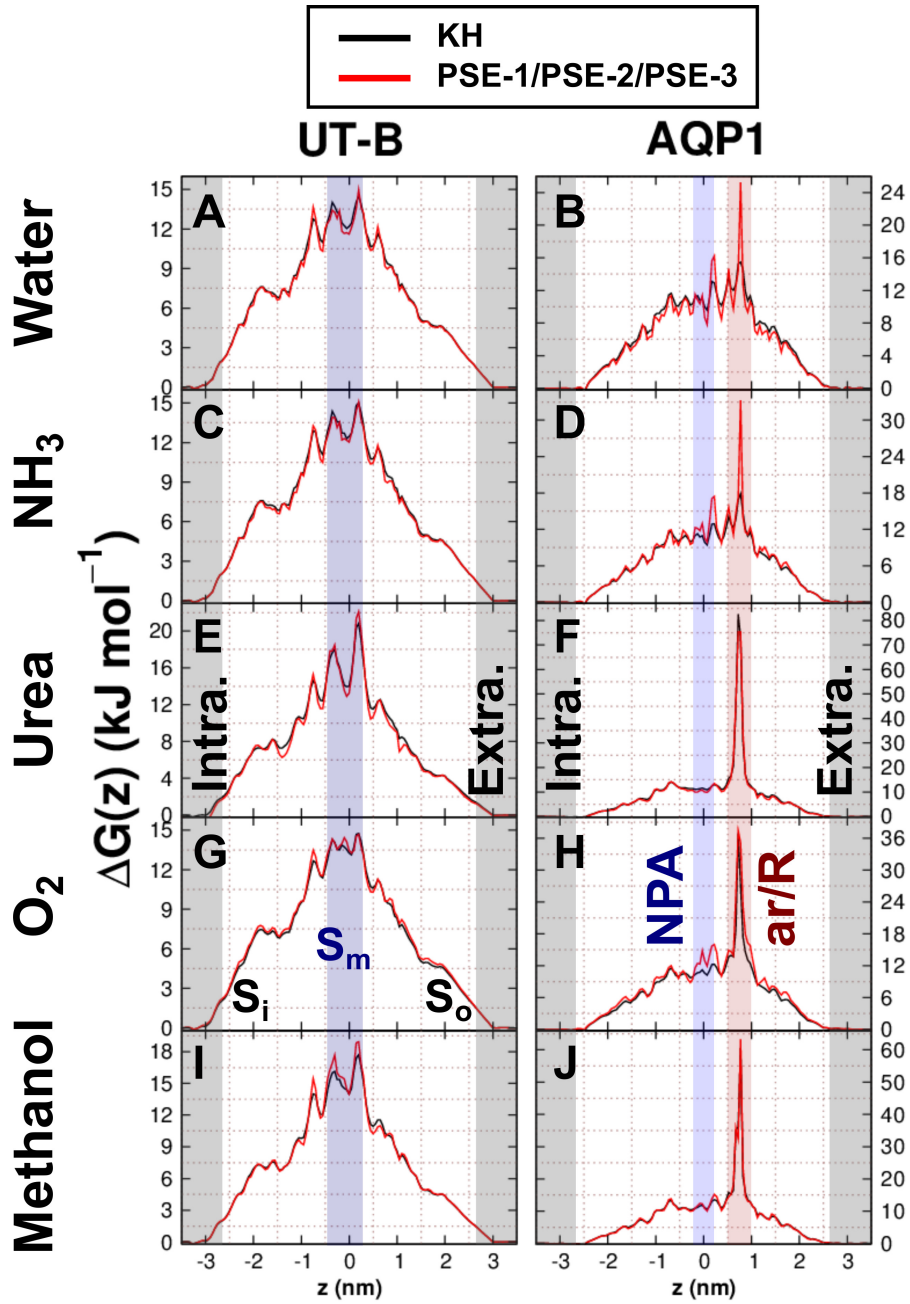 KH
PSE-1/PSE-2/PSE-3
UT-B
AQP1
Water
A
15
12
9
6
3
0
B
24
20
16
12
8
4
0
NH₃
C
15
12
9
6
3
0
D
30
24
18
12
6
0
ΔG(z) (kJ mol⁻¹)
Urea
E
20
16
12
8
4
0
Intra.
Extra.
F
80
70
60
50
40
30
20
10
0
Intra.
Extra.
O₂
G
15
12
9
6
3
0
Sᵢ
Sₘ
Sₒ
H
36
30
24
18
12
6
0
NPA
ar/R
Methanol
I
18
15
12
9
6
3
0
J
60
50
40
30
20
10
0
-3 -2 -1 0 1 2 3
z (nm)
-3 -2 -1 0 1 2 3
z (nm)